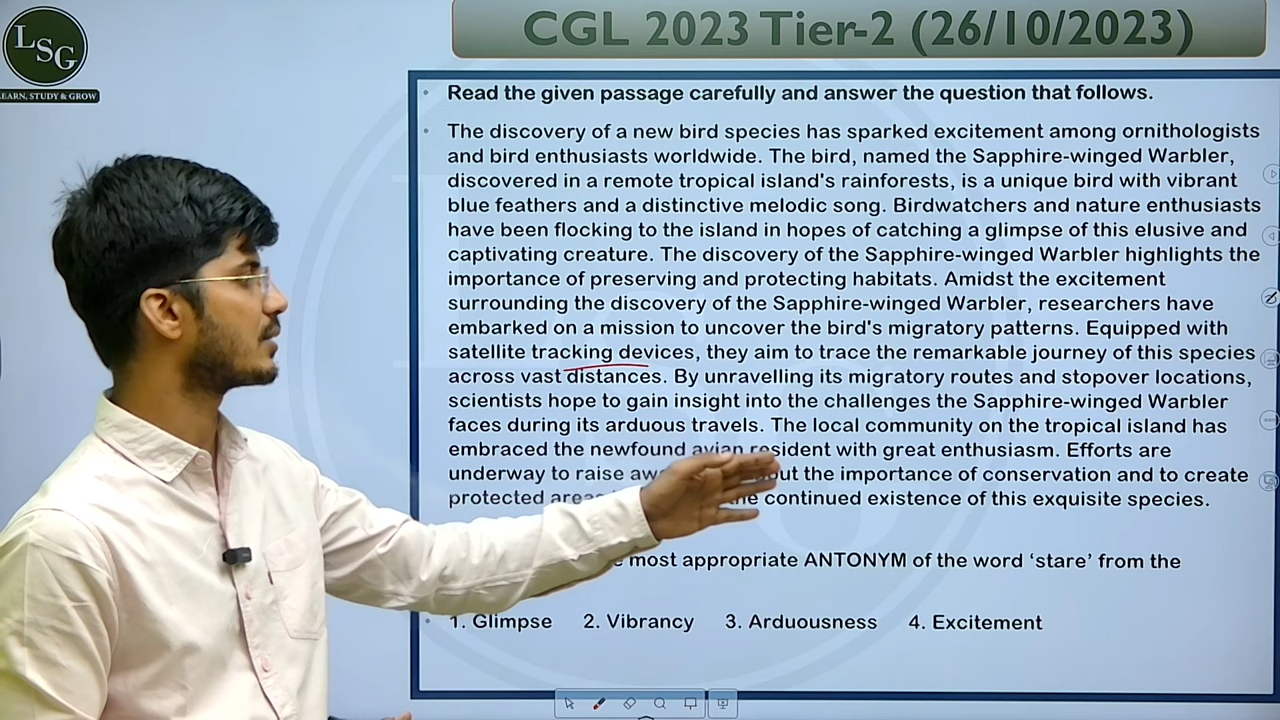 LSG
LEARN, STUDY & GROW
CGL 2023 Tier-2 (26/10/2023)
Read the given passage carefully and answer the question that follows.
The discovery of a new bird species has sparked excitement among ornithologists
and bird enthusiasts worldwide. The bird, named the Sapphire-winged Warbler,
discovered in a remote tropical island's rainforests, is a unique bird with vibrant
blue feathers and a distinctive melodic song. Birdwatchers and nature enthusiasts
have been flocking to the island in hopes of catching a glimpse of this elusive and
captivating creature. The discovery of the Sapphire-winged Warbler highlights the
importance of preserving and protecting habitats. Amidst the excitement
surrounding the discovery of the Sapphire-winged Warbler, researchers have
embarked on a mission to uncover the bird's migratory patterns. Equipped with
satellite tracking devices, they aim to trace the remarkable journey of this species
across vast distances. By unravelling its migratory routes and stopover locations,
scientists hope to gain insight into the challenges the Sapphire-winged Warbler
faces during its arduous travels. The local community on the tropical island has
embraced the newfound avian resident with great enthusiasm. Efforts are
underway to raise the importance of conservation and to create
protected continued existence of this exquisite species.
most appropriate ANTONYM of the word ‘stare’ from the
1. Glimpse 2. Vibrancy 3. Arduousness 4. Excitement